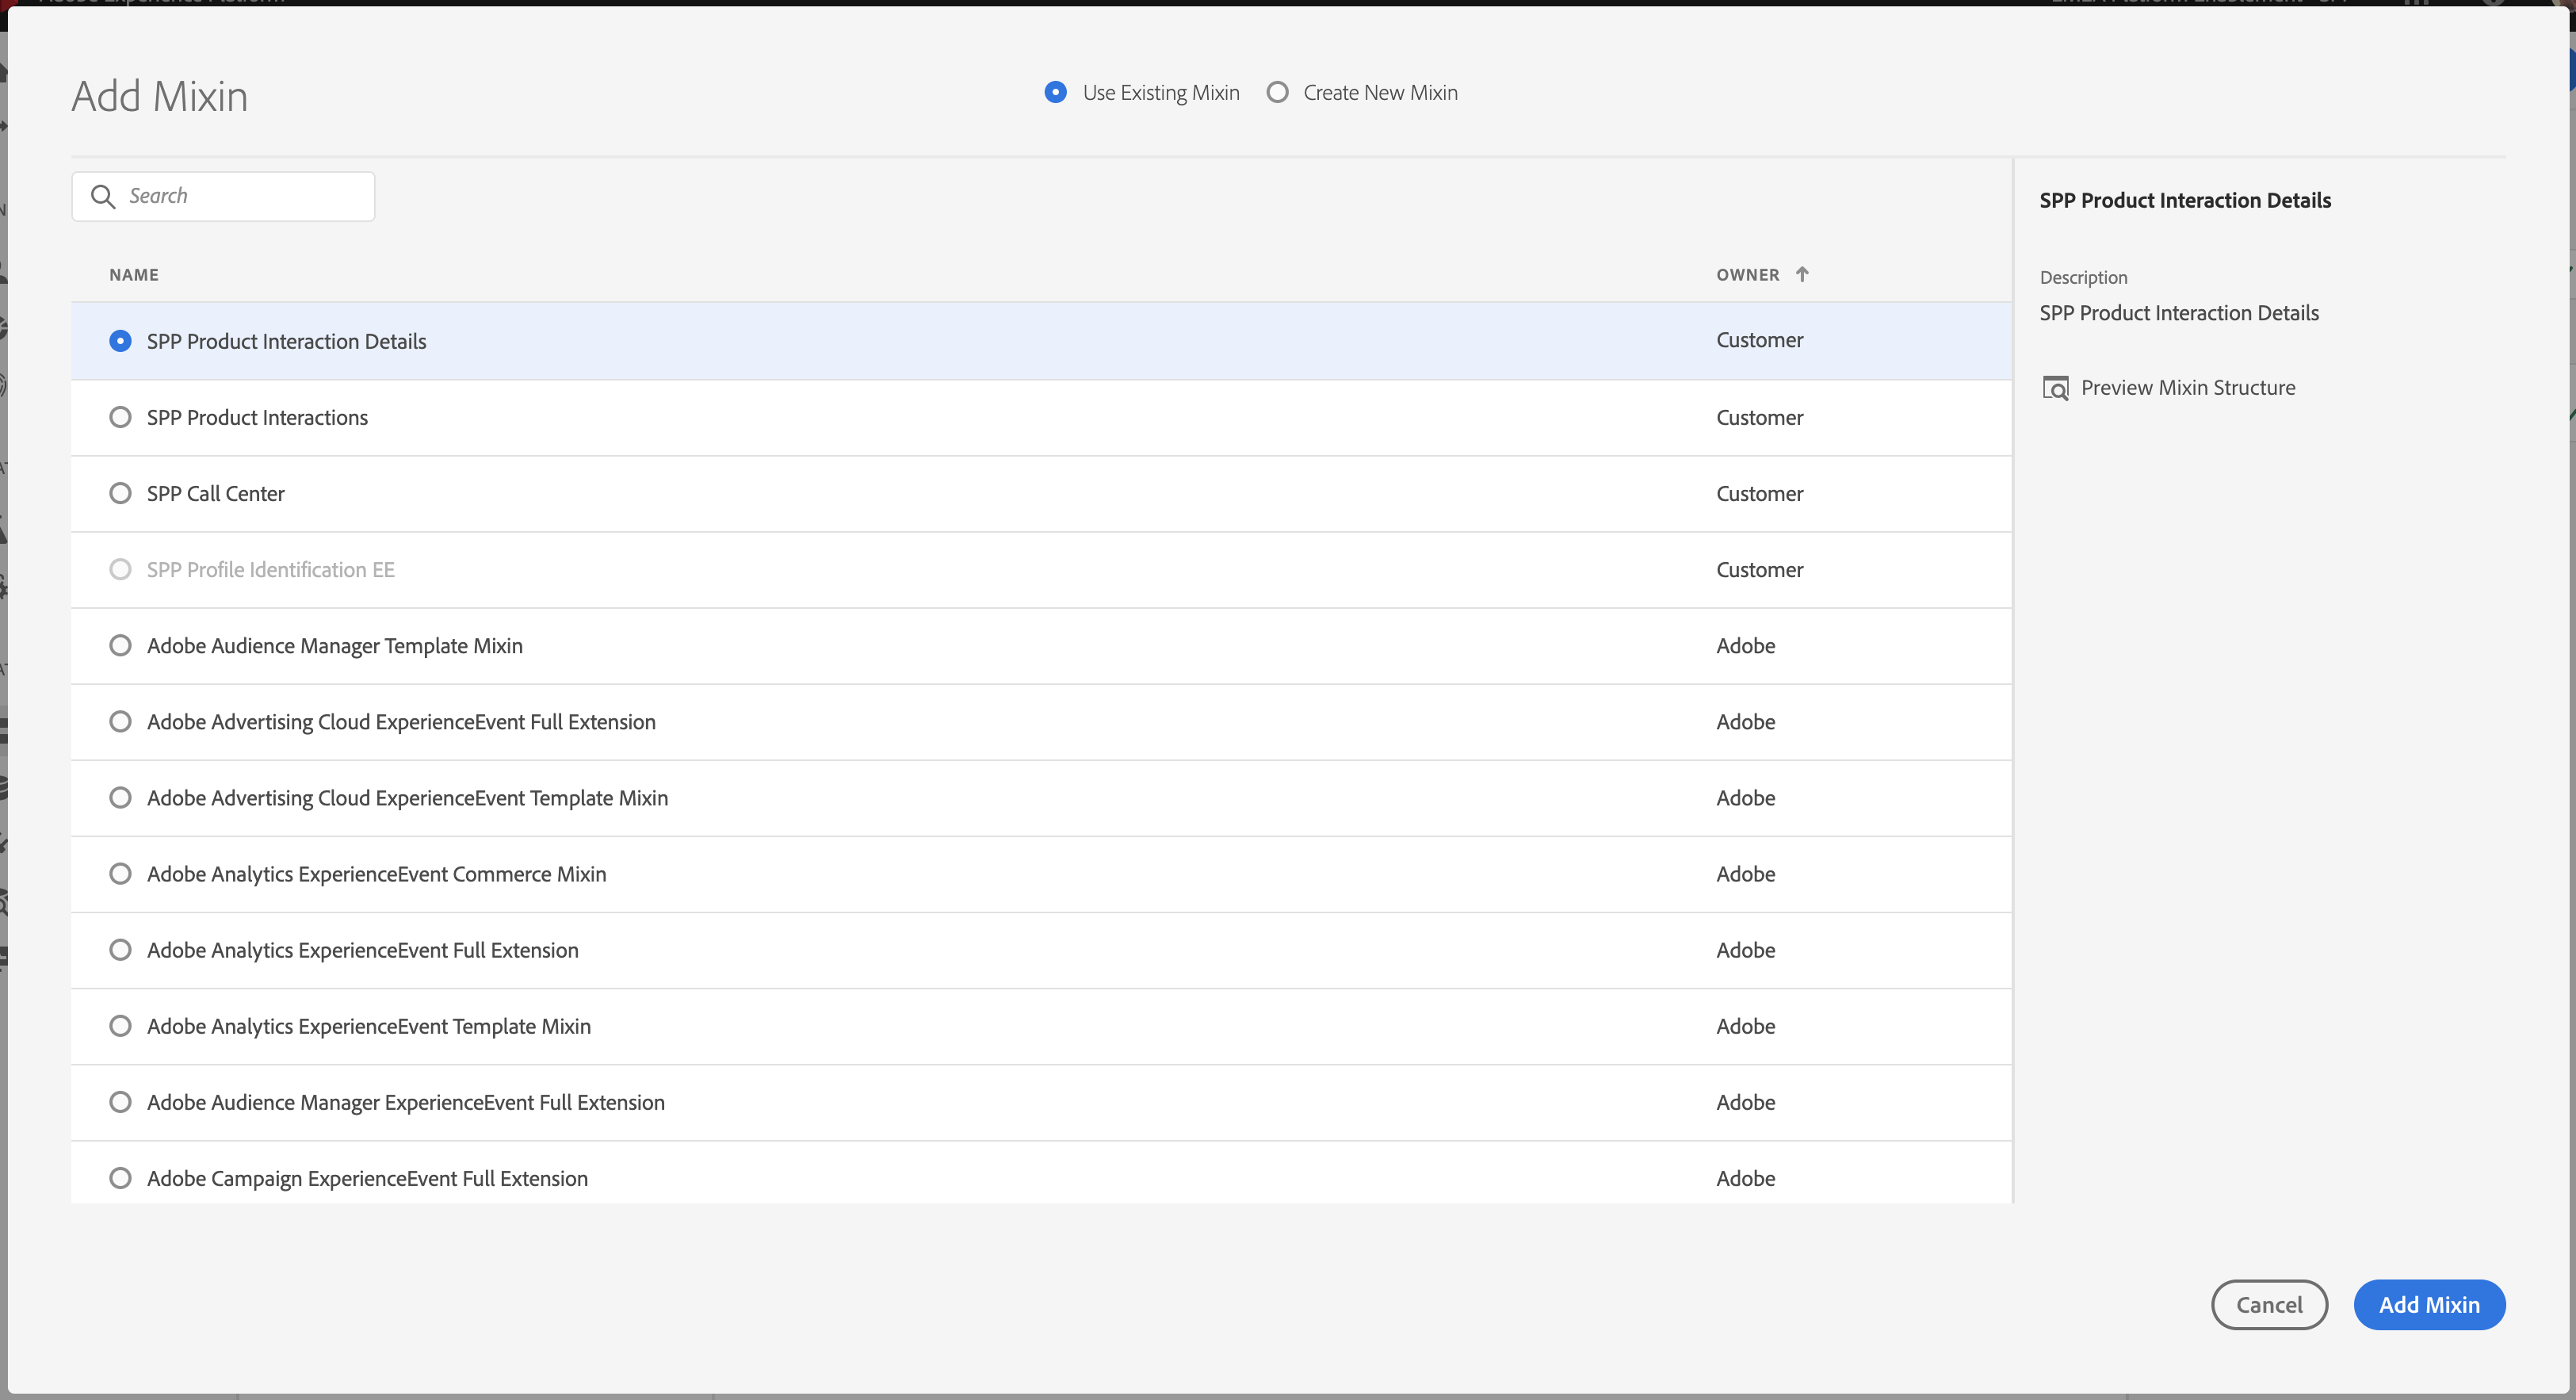 Add Mixin
Use Existing Mixin
Create New Mixin
Search
NAME
OWNER
SPP Product Interaction Details
Customer
SPP Product Interactions
Customer
SPP Call Center
Customer
SPP Profile Identification EE
Customer
Adobe Audience Manager Template Mixin
Adobe
Adobe Advertising Cloud ExperienceEvent Full Extension
Adobe
Adobe Advertising Cloud ExperienceEvent Template Mixin
Adobe
Adobe Analytics ExperienceEvent Commerce Mixin
Adobe
Adobe Analytics ExperienceEvent Full Extension
Adobe
Adobe Analytics ExperienceEvent Template Mixin
Adobe
Adobe Audience Manager ExperienceEvent Full Extension
Adobe
Adobe Campaign ExperienceEvent Full Extension
Adobe
SPP Product Interaction Details
Description
SPP Product Interaction Details
Preview Mixin Structure
Cancel
Add Mixin